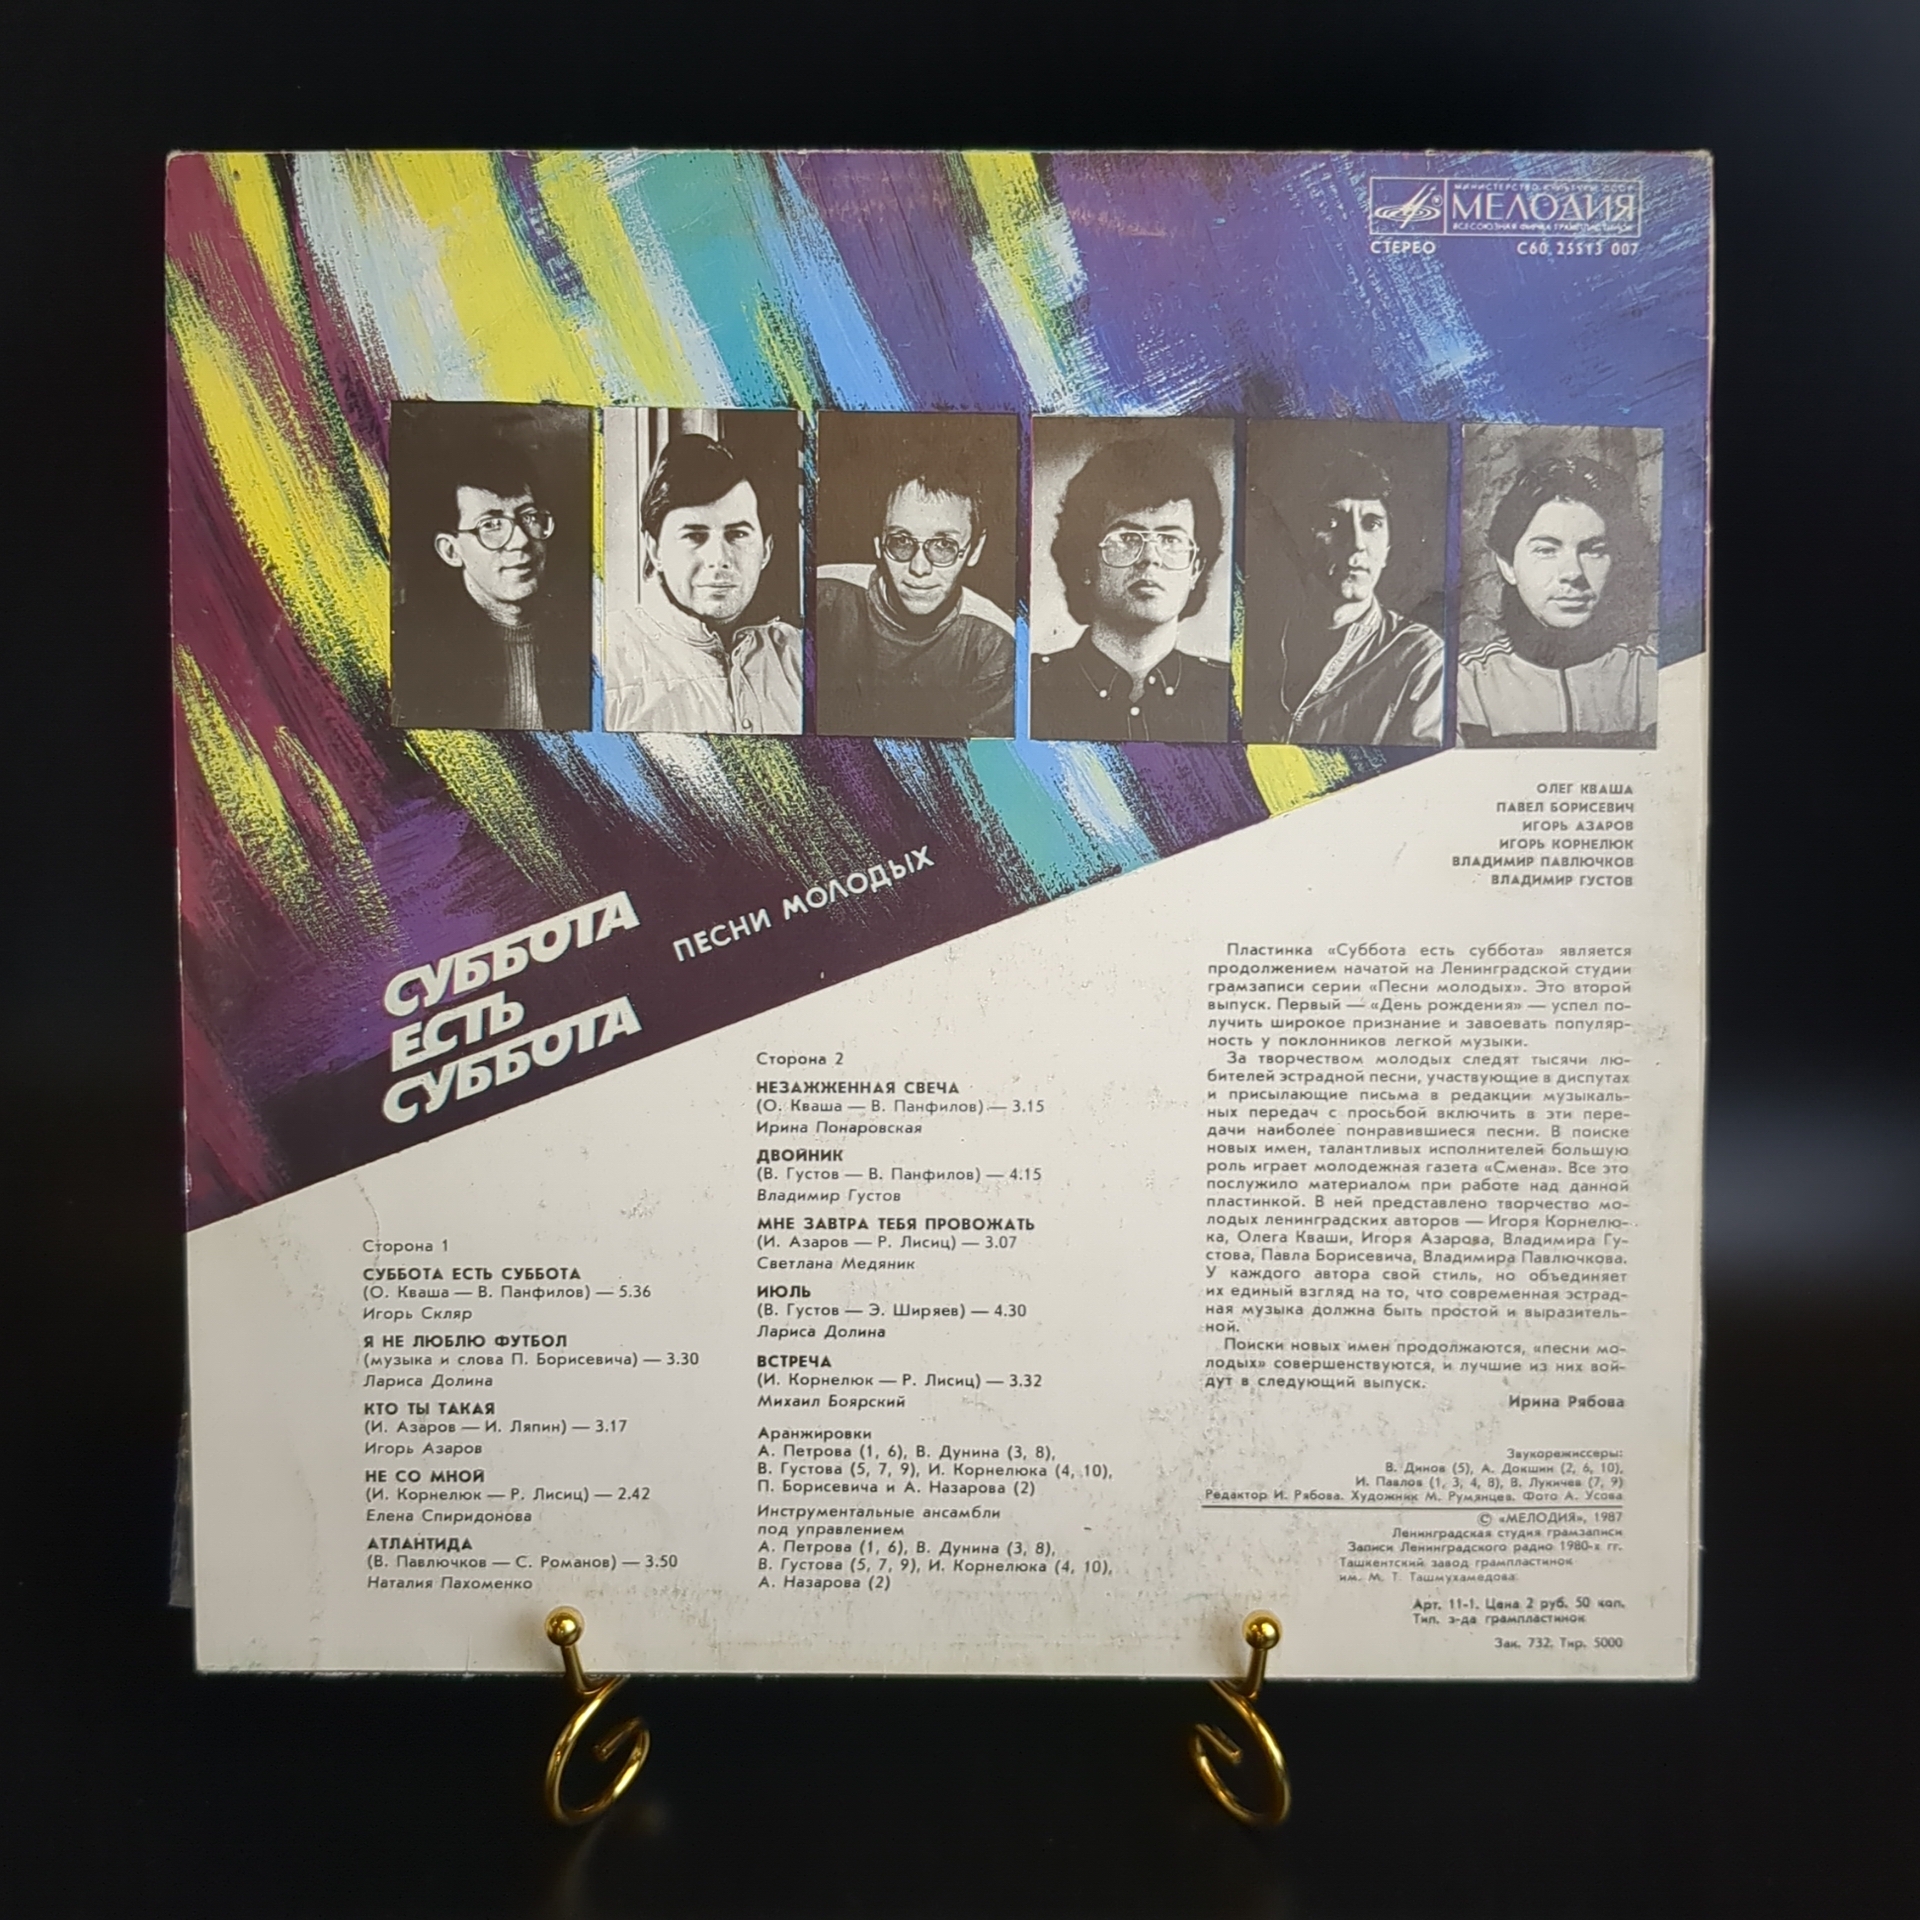 МИНИСТЕРСТВО КУЛЬТУРЫ СССР
МЕЛОДИЯ
ВСЕСОЮЗНАЯ ФИРМА ГРАМПЛАСТИНОК
СТЕРЕО С60 25513 007
ОЛЕГ КВАША
ПАВЕЛ БОРИСЕВИЧ
ИГОРЬ АЗАРОВ
ИГОРЬ КОРНЕЛЮК
ВЛАДИМИР ПАВЛЮЧКОВ
ВЛАДИМИР ГУСТОВ
СУББОТА
ЕСТЬ
СУББОТА
ПЕСНИ МОЛОДЫХ
Сторона 1
СУББОТА ЕСТЬ СУББОТА
(О. Кваша — В. Панфилов) — 5.36
Игорь Скляр
Я НЕ ЛЮБЛЮ ФУТБОЛ
(музыка и слова П. Борисевича) — 3.30
Лариса Долина
КТО ТЫ ТАКАЯ
(И. Азаров — И. Ляпин) — 3.17
Игорь Азаров
НЕ СО МНОЙ
(И. Корнелюк — Р. Лисиц) — 2.42
Елена Спиридонова
АТЛАНТИДА
(В. Павлючков — С. Романов) — 3.50
Наталия Пахоменко
Сторона 2
НЕЗАЖЖЕННАЯ СВЕЧА
(О. Кваша — В. Панфилов) — 3.15
Ирина Понаровская
ДВОЙНИК
(В. Густов — В. Панфилов) — 4.15
Владимир Густов
МНЕ ЗАВТРА ТЕБЯ ПРОВОЖАТЬ
(И. Азаров — Р. Лисиц) — 3.07
Светлана Медяник
ИЮЛЬ
(В. Густов — Э. Ширяев) — 4.30
Лариса Долина
ВСТРЕЧА
(И. Корнелюк — Р. Лисиц) — 3.32
Михаил Боярский
Аранжировки
А. Петрова (1, 6), В. Дунина (3, 8),
В. Густова (5, 7, 9), И. Корнелюка (4, 10),
П. Борисевича и А. Назарова (2)
Инструментальные ансамбли
под управлением
А. Петрова (1, 6), В. Дунина (3, 8),
В. Густова (5, 7, 9), И. Корнелюка (4, 10),
А. Назарова (2)
Пластинка «Суббота есть суббота» является
продолжением начатой на Ленинградской студии
грамзаписи серии «Песни молодых». Это второй
выпуск. Первый — «День рождения» — успел по-
лучить широкое признание и завоевать популяр-
ность у поклонников легкой музыки.
За творчеством молодых следят тысячи лю-
бителей эстрадной песни, участвующие в диспутах
и присылающие письма в редакции музыкаль-
ных передач с просьбой включить в эти пере-
дачи наиболее понравившиеся песни. В поиске
новых имен, талантливых исполнителей большую
роль играет молодежная газета «Смена». Все это
послужило материалом при работе над данной
пластинкой. В ней представлено творчество мо-
лодых ленинградских авторов — Игоря Корнелю-
ка, Олега Кваши, Игоря Азарова, Владимира Гу-
стова, Павла Борисевича, Владимира Павлючкова.
У каждого автора свой стиль, но объединяет
их единый взгляд на то, что современная эстрад-
ная музыка должна быть простой и выразитель-
ной.
Поиски новых имен продолжаются, «песни мо-
лодых» совершенствуются, и лучшие из них вой-
дут в следующий выпуск.
Ирина Рябова
Звукорежиссеры:
В. Динов (5), А. Докшин (2, 6, 10),
И. Павлов (1, 3, 4, 8), В. Лукичев (7, 9)
Редактор И. Рябова. Художник М. Румянцев. Фото А. Усова
© «МЕЛОДИЯ», 1987
Ленинградская студия грамзаписи
Записи Ленинградского радио 1980-х гг.
Ташкентский завод грампластинок
им. М. Т. Ташмухамедова
Арт. 11-1. Цена 2 руб. 50 коп.
Тип. з-да грампластинок
Зак. 732. Тир. 5000